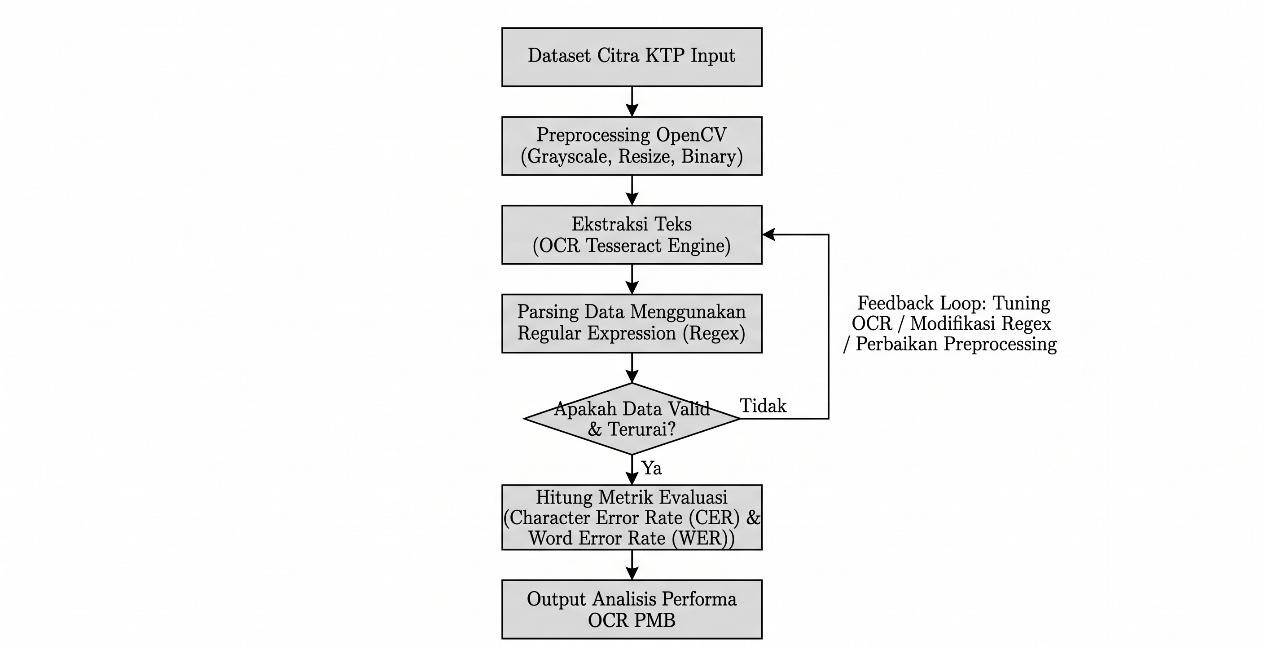 Dataset Citra KTP Input
Preprocessing OpenCV
(Grayscale, Resize, Binary)
Ekstraksi Teks
(OCR Tesseract Engine)
Parsing Data Menggunakan
Regular Expression (Regex)
Feedback Loop: Tuning
OCR / Modifikasi Regex
/ Perbaikan Preprocessing
Apakah Data Valid
& Terurai?
Tidak
Ya
Hitung Metrik Evaluasi
(Character Error Rate (CER) &
Word Error Rate (WER))
Output Analisis Performa
OCR PMB